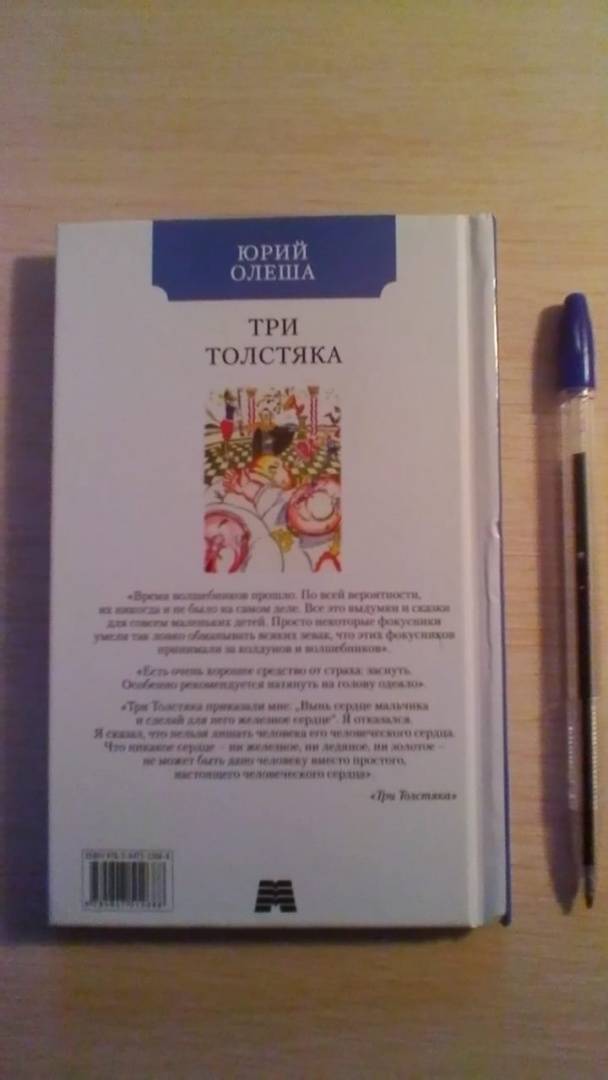 ЮРИЙ
ОЛЕША
ТРИ
ТОЛСТЯКА
«Время волшебников прошло. По всей вероятности,
их никогда и не было на самом деле. Все это выдумки и сказки
для совсем маленьких детей. Просто некоторые фокусники
умели так ловко обманывать всяких зевак, что этих фокусников
принимали за колдунов и волшебников».
«Есть очень хорошее средство от страха: заснуть.
Особенно рекомендуется натянуть на голову одеяло».
«Три Толстяка приказали мне: „Вынь сердце мальчика
и сделай для него железное сердце". Я отказался.
Я сказал, что нельзя лишать человека его человеческого сердца.
Что никакое сердце – ни железное, ни ледяное, ни золотое –
не может быть дано человеку вместо простого,
настоящего человеческого сердца».
«Три Толстяка»
ISBN